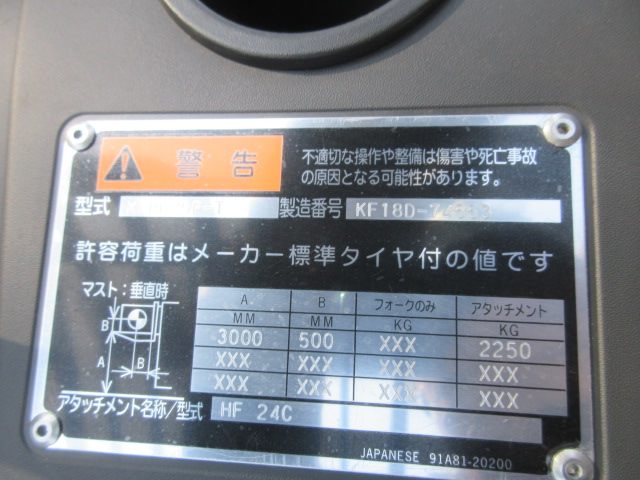 警告
不適切な操作や整備は傷害や死亡事故
の原因となる可能性があります。
型式 製造番号
許容荷重はメーカー標準タイヤ付の値です
マスト:垂直時
A B フォークのみ アタッチメント
MM MM KG KG
3000 500 XXX 2250
XXX XXX XXX XXX
XXX XXX XXX XXX
B
A B
アタッチメント名称/型式 HF 24C
JAPANESE 91A81-20200